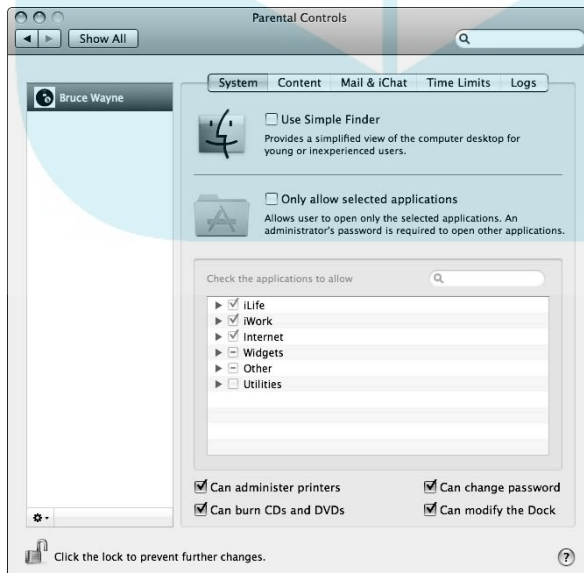 Parental Controls
Show All
Bruce Wayne
System Content Mail & iChat Time Limits Logs
Use Simple Finder
Provides a simplified view of the computer desktop for
young or inexperienced users.
Only allow selected applications
Allows user to open only the selected applications. An
administrator's password is required to open other applications.
Check the applications to allow
iLife
iWork
Internet
Widgets
Other
Utilities
Can administer printers Can change password
Can burn CDs and DVDs Can modify the Dock
Click the lock to prevent further changes. ?